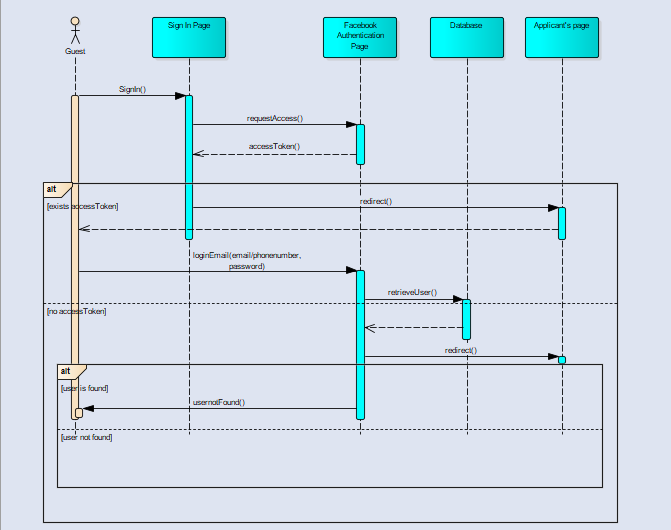 Guest
Sign In Page
Facebook
Authentication
Page
Database
Applicant's page
SignIn()
requestAccess()
accessToken()
alt
[exists accessToken]
redirect()
loginEmail(email/phonenumber,
password)
retrieveUser()
[no accessToken]
redirect()
alt
[user is found]
usernotFound()
[user not found]